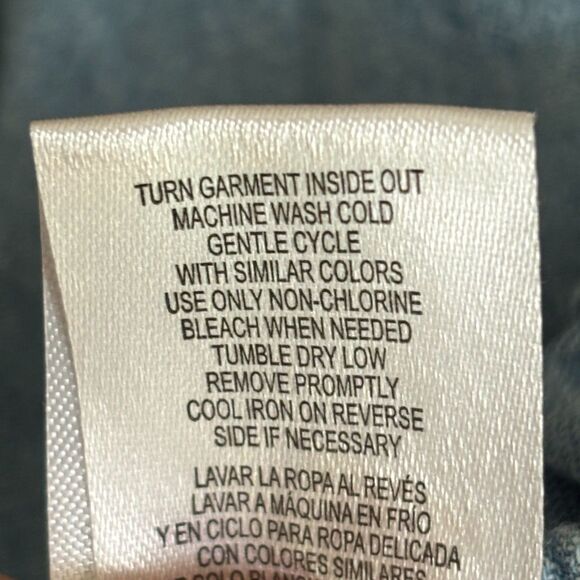 TURN GARMENT INSIDE OUT
MACHINE WASH COLD
GENTLE CYCLE
WITH SIMILAR COLORS
USE ONLY NON-CHLORINE
BLEACH WHEN NEEDED
TUMBLE DRY LOW
REMOVE PROMPTLY
COOL IRON ON REVERSE
SIDE IF NECESSARY
LAVAR LA ROPA AL REVÉS
LAVAR A MÁQUINA EN FRÍO
Y EN CICLO PARA ROPA DELICADA
CON COLORES SIMILARES
SOLO